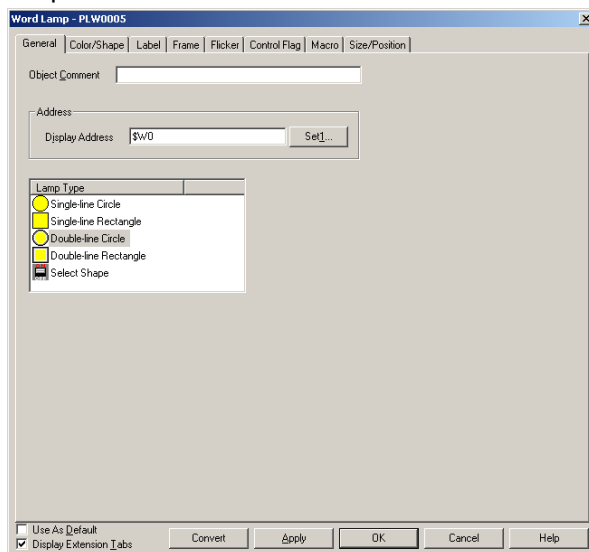 Word Lamp - PLW0005
General Color/Shape Label Frame Flicker Control Flag Macro Size/Position
Object Comment
Address
Display Address $W0 Set1...
Lamp Type
Single-line Circle
Single-line Rectangle
Double-line Circle
Double-line Rectangle
Select Shape
Use As Default
Display Extension Tabs Convert Apply OK Cancel Help